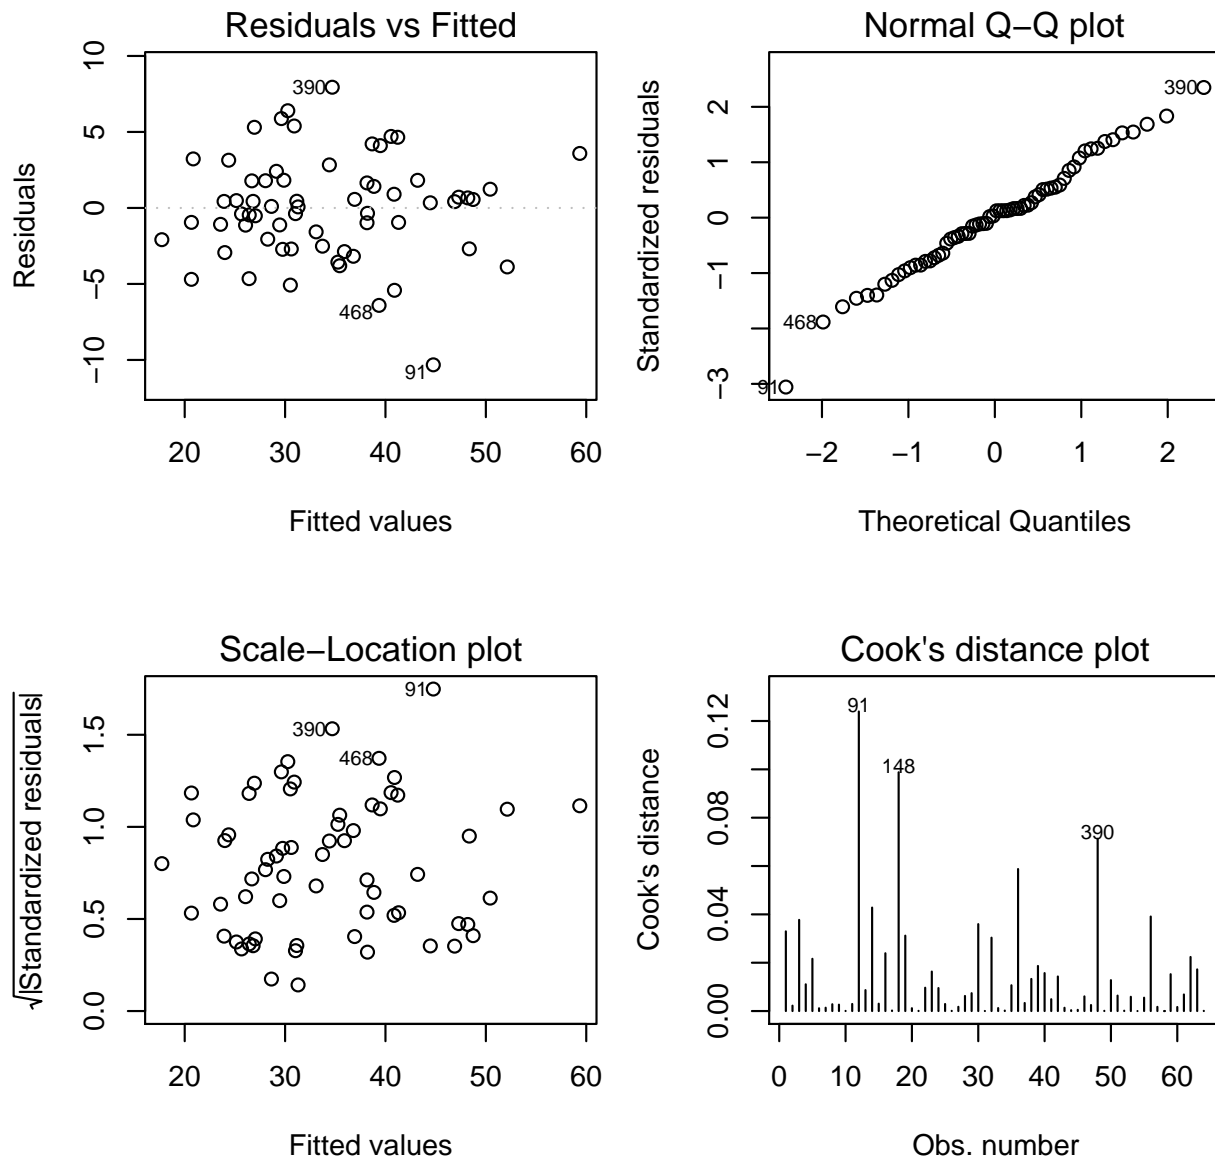 Residuals vs Fitted
Residuals
10
5
0
−5
−10
390
468
91
20 30 40 50 60
Fitted values
Normal Q−Q plot
Standardized residuals
2
1
0
−1
−3
390
468
91
−2 −1 0 1 2
Theoretical Quantiles
Scale−Location plot
√|Standardized residuals|
1.5
1.0
0.5
0.0
91
390
468
20 30 40 50 60
Fitted values
Cook's distance plot
Cook's distance
0.12
0.08
0.04
0.00
91
148
390
0 10 20 30 40 50 60
Obs. number